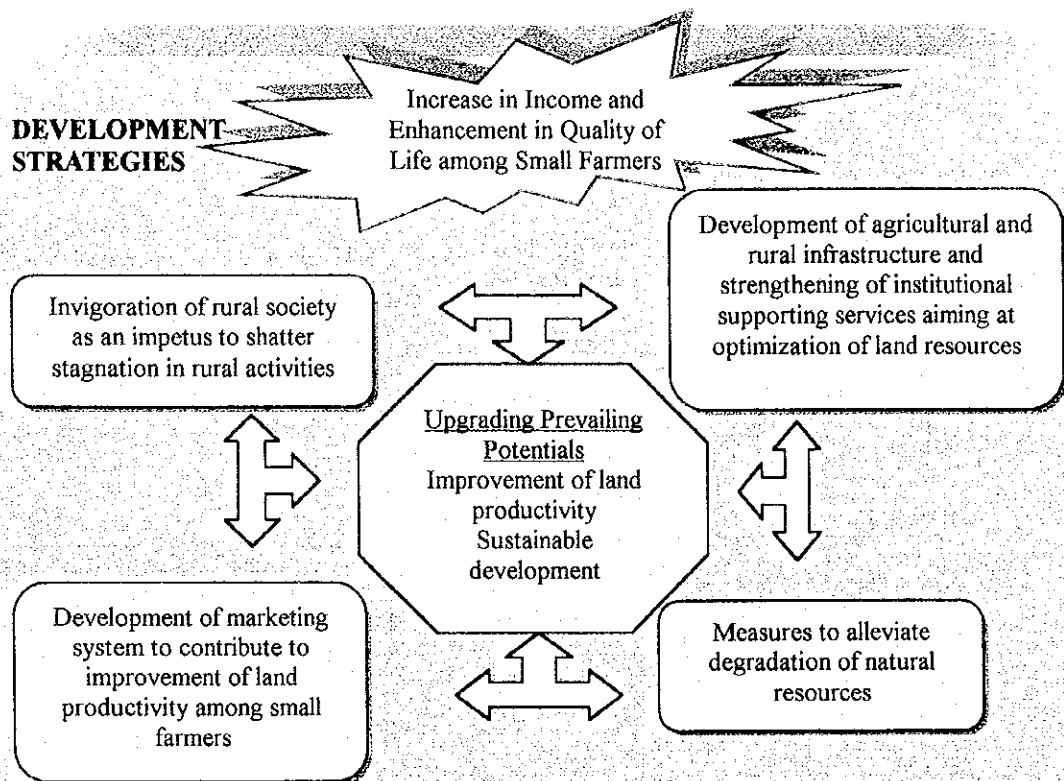 Increase in Income and
Enhancement in Quality of
Life among Small Farmers
DEVELOPMENT
STRATEGIES
Development of agricultural and
rural infrastructure and
strengthening of institutional
supporting services aiming at
optimization of land resources
Invigoration of rural society
as an impetus to shatter
stagnation in rural activities
Upgrading Prevailing
Potentials
Improvement of land
productivity
Sustainable
development
Development of marketing
system to contribute to
improvement of land
productivity among small
farmers
Measures to alleviate
degradation of natural
resources